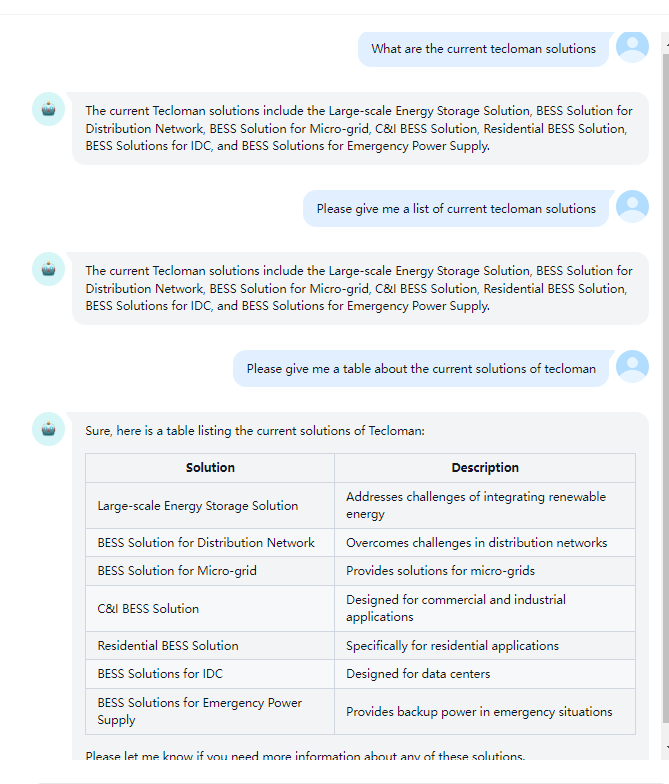 What are the current tecloman solutions
The current Tecloman solutions include the Large-scale Energy Storage Solution, BESS Solution for
Distribution Network, BESS Solution for Micro-grid, C&I BESS Solution, Residential BESS Solution,
BESS Solutions for IDC, and BESS Solutions for Emergency Power Supply.
Please give me a list of current tecloman solutions
The current Tecloman solutions include the Large-scale Energy Storage Solution, BESS Solution for
Distribution Network, BESS Solution for Micro-grid, C&I BESS Solution, Residential BESS Solution,
BESS Solutions for IDC, and BESS Solutions for Emergency Power Supply.
Please give me a table about the current solutions of tecloman
Sure, here is a table listing the current solutions of Tecloman:
Solution Description
Large-scale Energy Storage Solution Addresses challenges of integrating renewable
energy
BESS Solution for Distribution Network Overcomes challenges in distribution networks
BESS Solution for Micro-grid Provides solutions for micro-grids
C&I BESS Solution Designed for commercial and industrial
applications
Residential BESS Solution Specifically for residential applications
BESS Solutions for IDC Designed for data centers
BESS Solutions for Emergency Power
Supply Provides backup power in emergency situations
Please let me know if you need more information about any of these solutions.